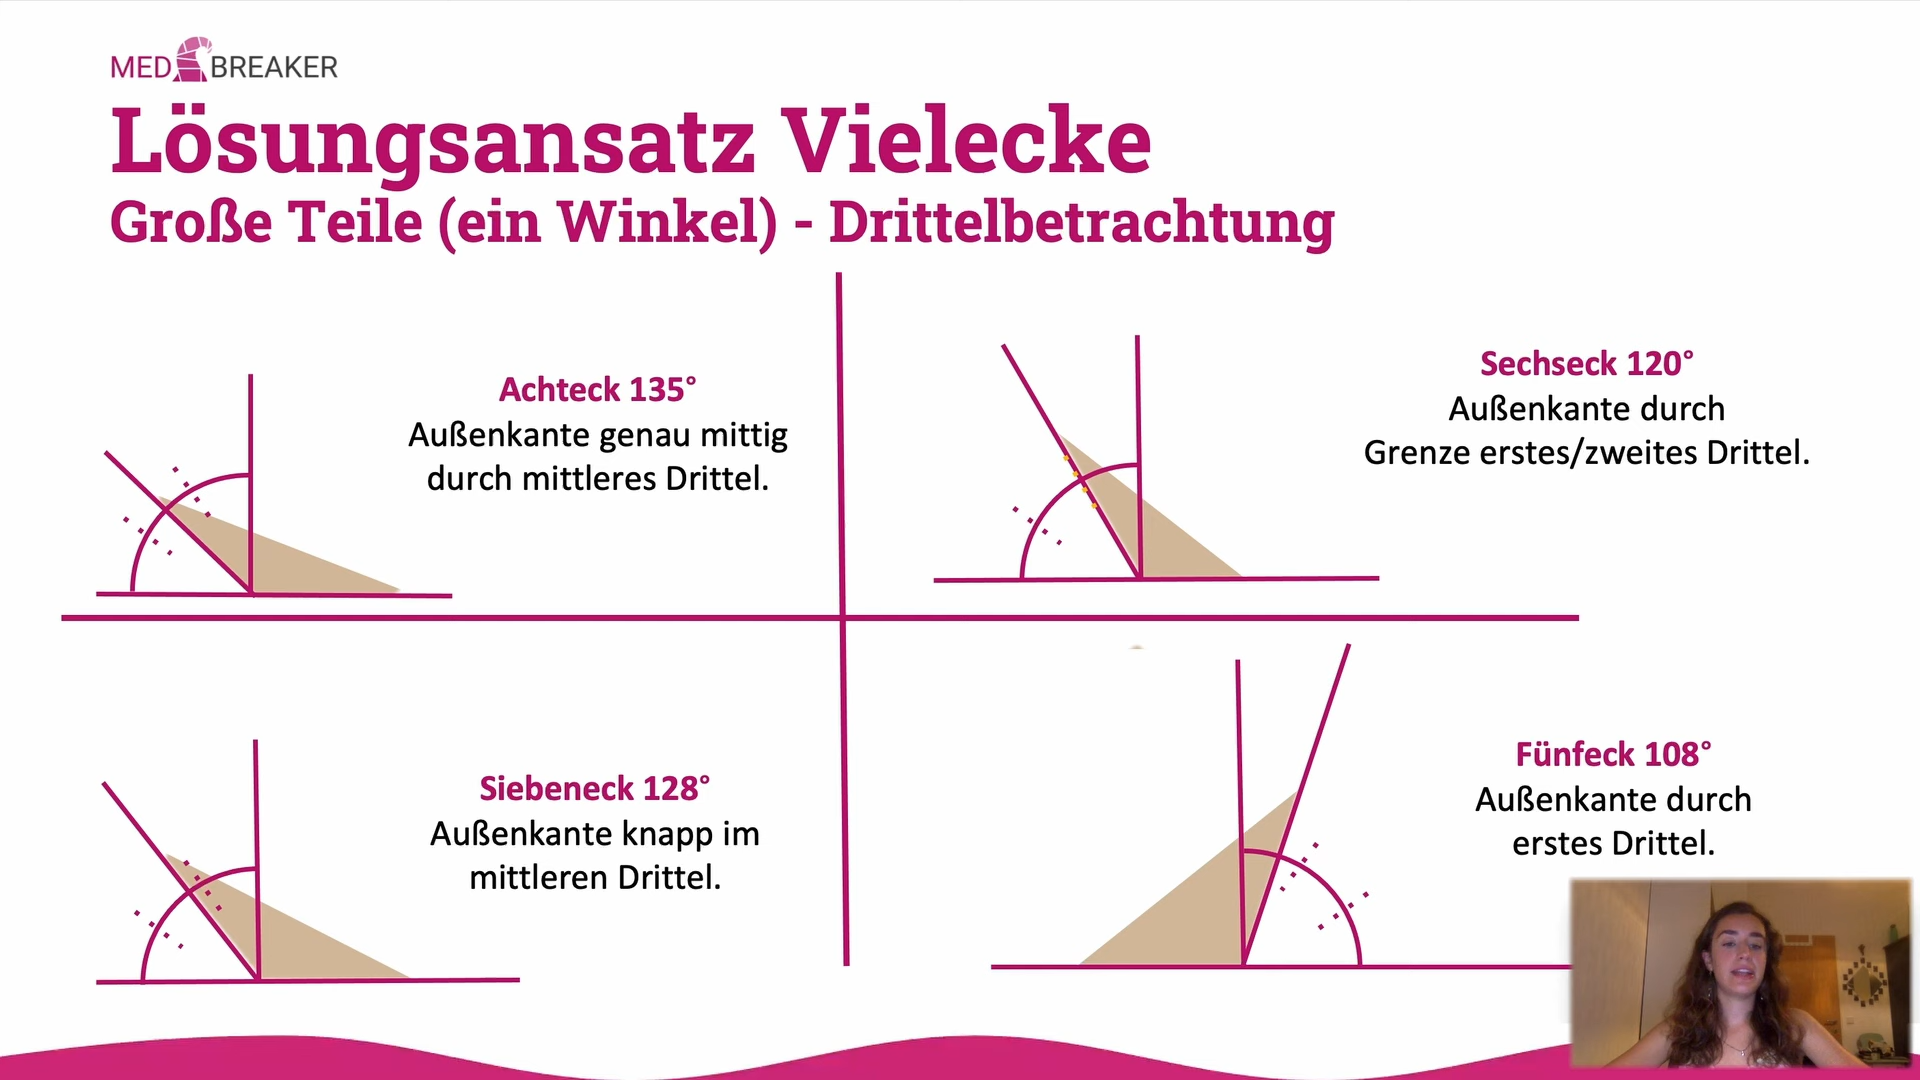 MED BREAKER
Lösungsansatz Vielecke
Große Teile (ein Winkel) - Drittelbetrachtung
Achteck 135°
Außenkante genau mittig
durch mittleres Drittel.
Sechseck 120°
Außenkante durch
Grenze erstes/zweites Drittel.
Siebeneck 128°
Außenkante knapp im
mittleren Drittel.
Fünfeck 108°
Außenkante durch
erstes Drittel.